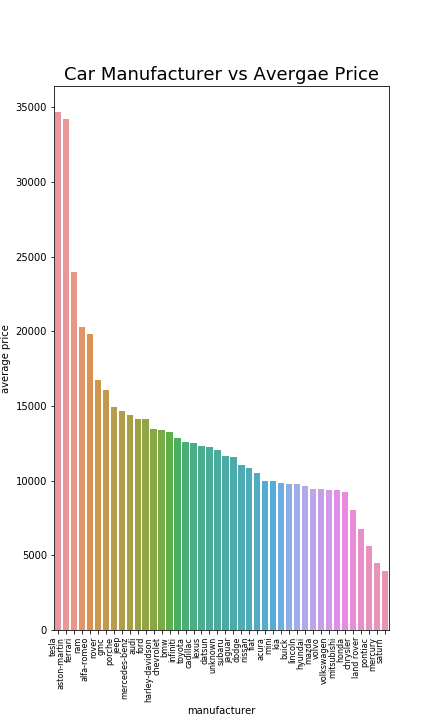 Car Manufacturer vs Avergae Price
35000
30000
25000
20000
15000
10000
5000
0
average price
tesla
aston-martin
ferrari
ram
alfa-romeo
rover
gmc
porche
jeep
mercedes-benz
audi
ford
harley-davidson
chevrolet
bmw
infiniti
toyota
cadillac
lexus
datsun
unknown
subaru
jaguar
dodge
nissan
fiat
acura
mini
kia
buick
lincoln
hyundai
mazda
volvo
volkswagen
mitsubishi
honda
chrysler
land rover
pontiac
mercury
saturn
manufacturer